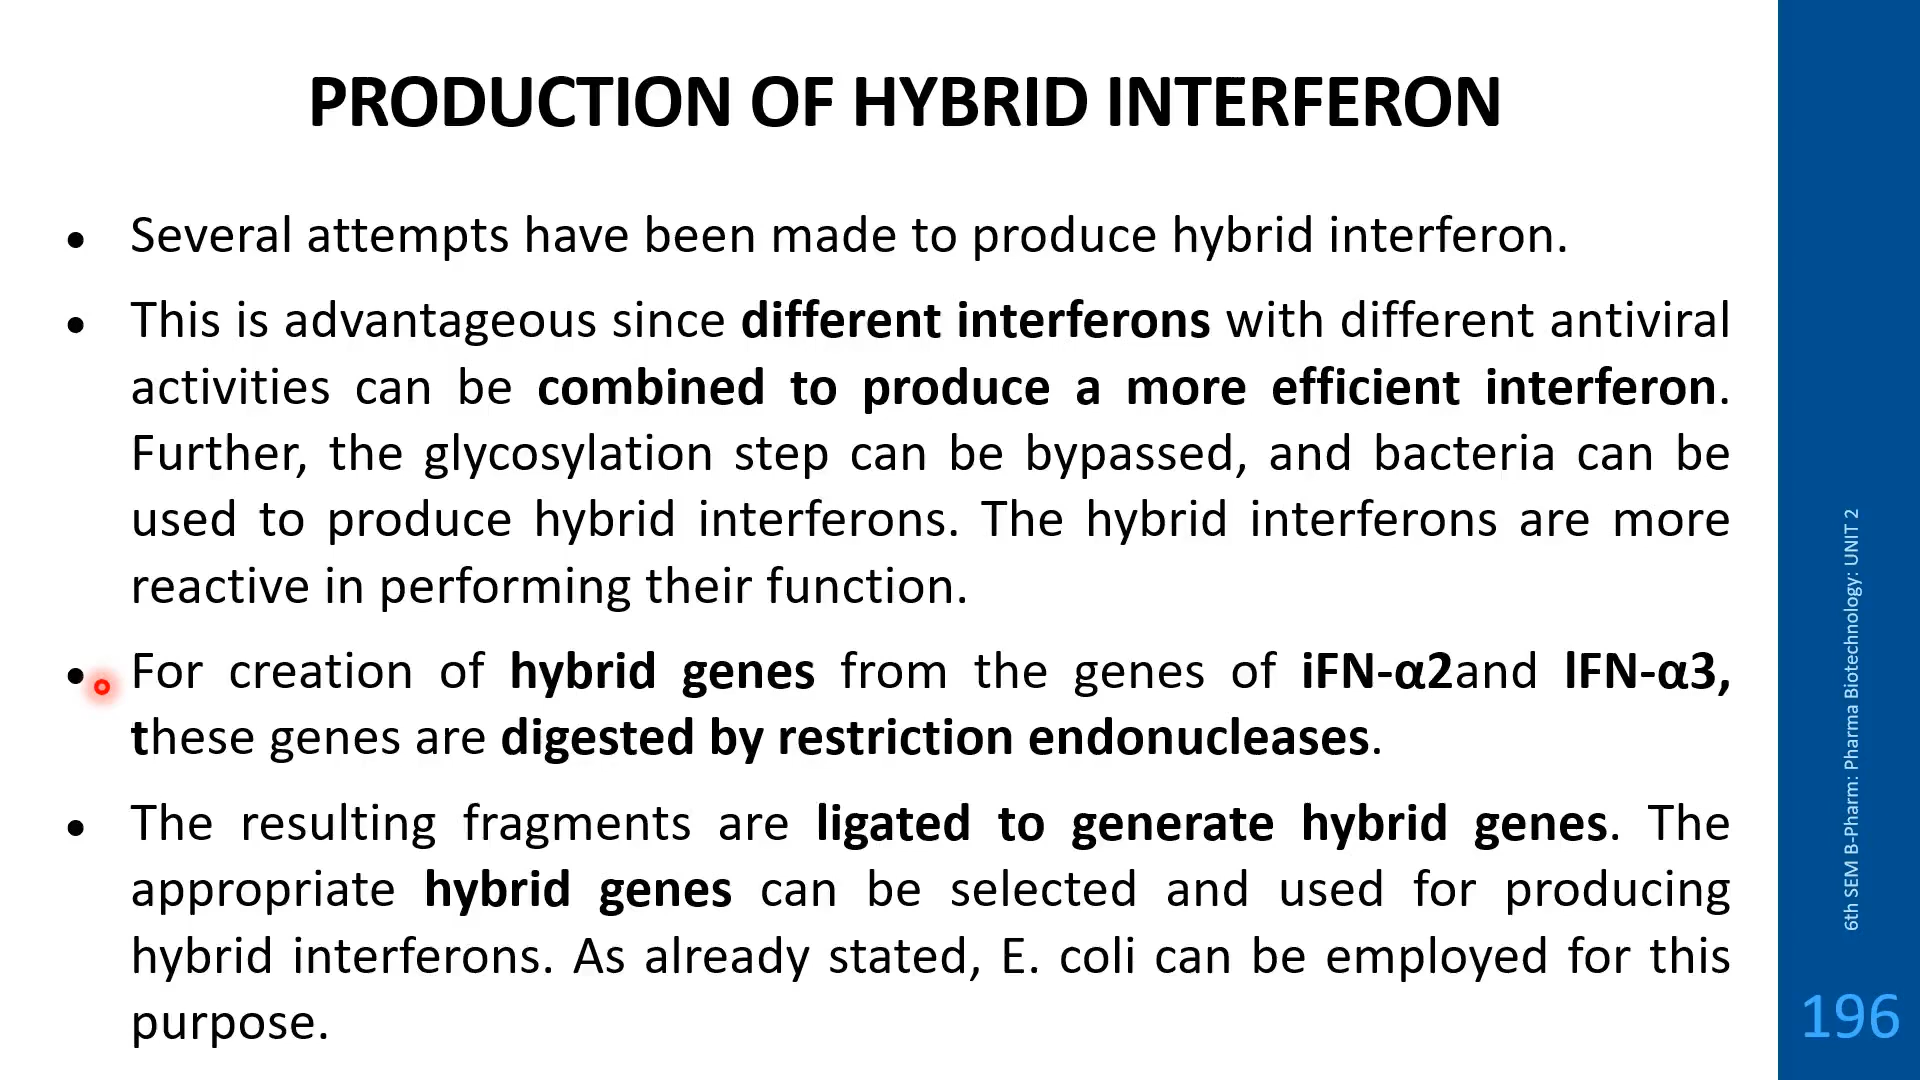 PRODUCTION OF HYBRID INTERFERON
• Several attempts have been made to produce hybrid interferon.
• This is advantageous since different interferons with different antiviral
activities can be combined to produce a more efficient interferon.
Further, the glycosylation step can be bypassed, and bacteria can be
used to produce hybrid interferons. The hybrid interferons are more
reactive in performing their function.
• For creation of hybrid genes from the genes of iFN-α2and lFN-α3,
these genes are digested by restriction endonucleases.
• The resulting fragments are ligated to generate hybrid genes. The
appropriate hybrid genes can be selected and used for producing
hybrid interferons. As already stated, E. coli can be employed for this
purpose.
6th SEM B-Pharm: Pharma Biotechnology: UNIT 2
196